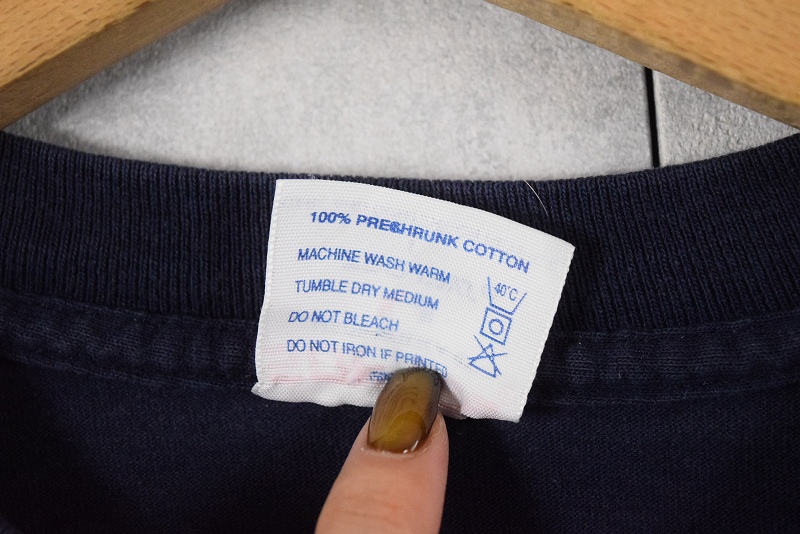 100% PRESHRUNK COTTON
MACHINE WASH WARM
TUMBLE DRY MEDIUM
DO NOT BLEACH
DO NOT IRON IF PRINTED
40°C